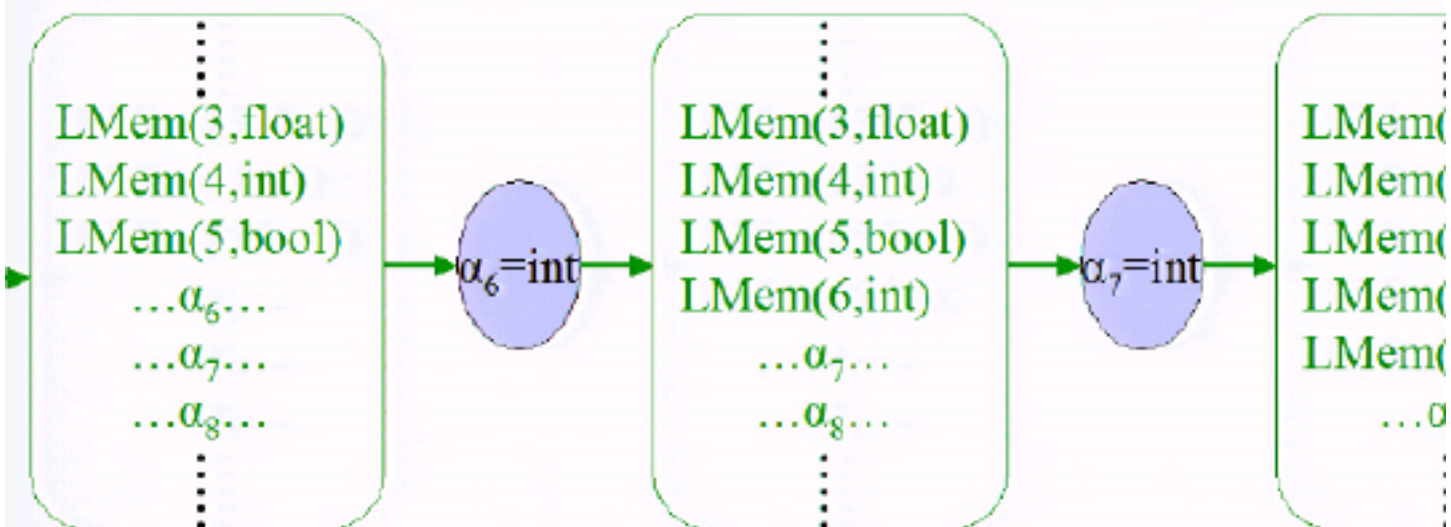 LMem(3,float)
LMem(4,int)
LMem(5,bool)
...α₆...
...α₇...
...α₈...
α₆=int
LMem(3,float)
LMem(4,int)
LMem(5,bool)
LMem(6,int)
...α₇...
...α₈...
α₇=int
LMem(
LMem(
LMem(
LMem(
LMem(
...α